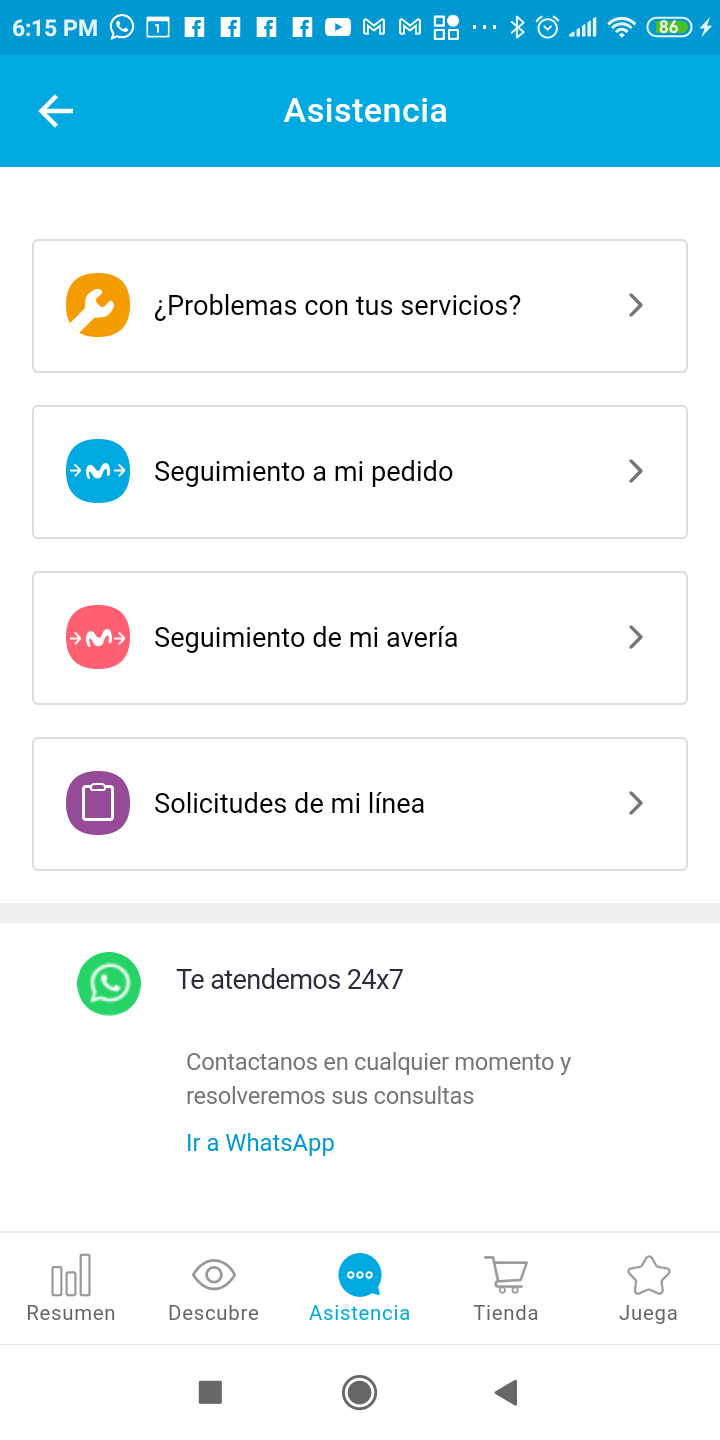 6:15 PM 1 86
Asistencia
¿Problemas con tus servicios?
Seguimiento a mi pedido
Seguimiento de mi avería
Solicitudes de mi línea
Te atendemos 24x7
Contactanos en cualquier momento y
resolveremos sus consultas
Ir a WhatsApp
Resumen Descubre Asistencia Tienda Juega